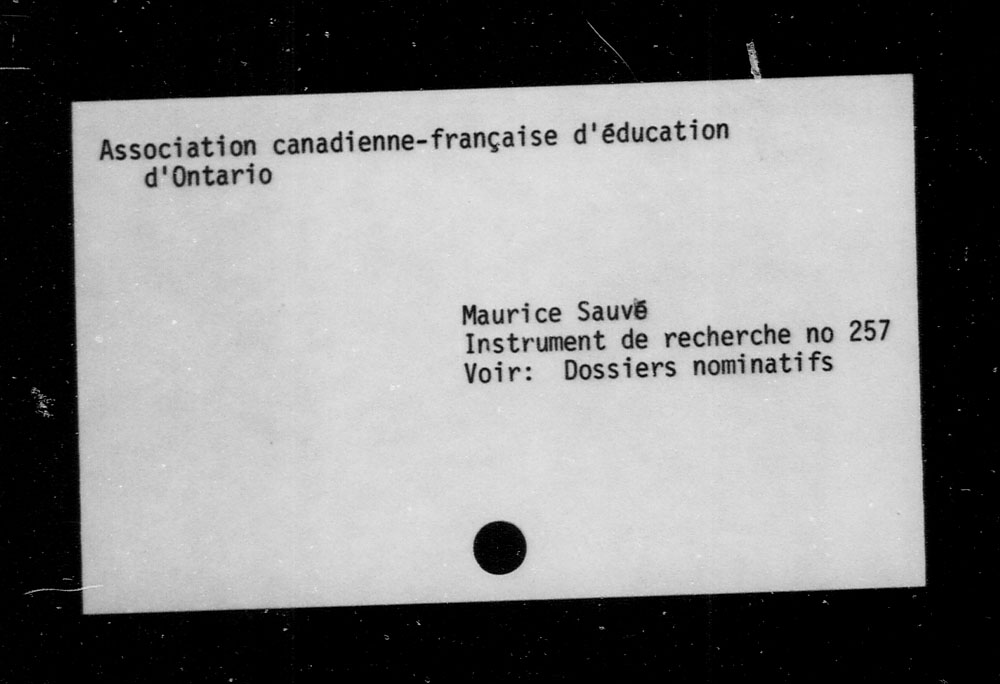 Association canadienne-française d'éducation
d'Ontario
Maurice Sauvé
Instrument de recherche no 257
Voir: Dossiers nominatifs